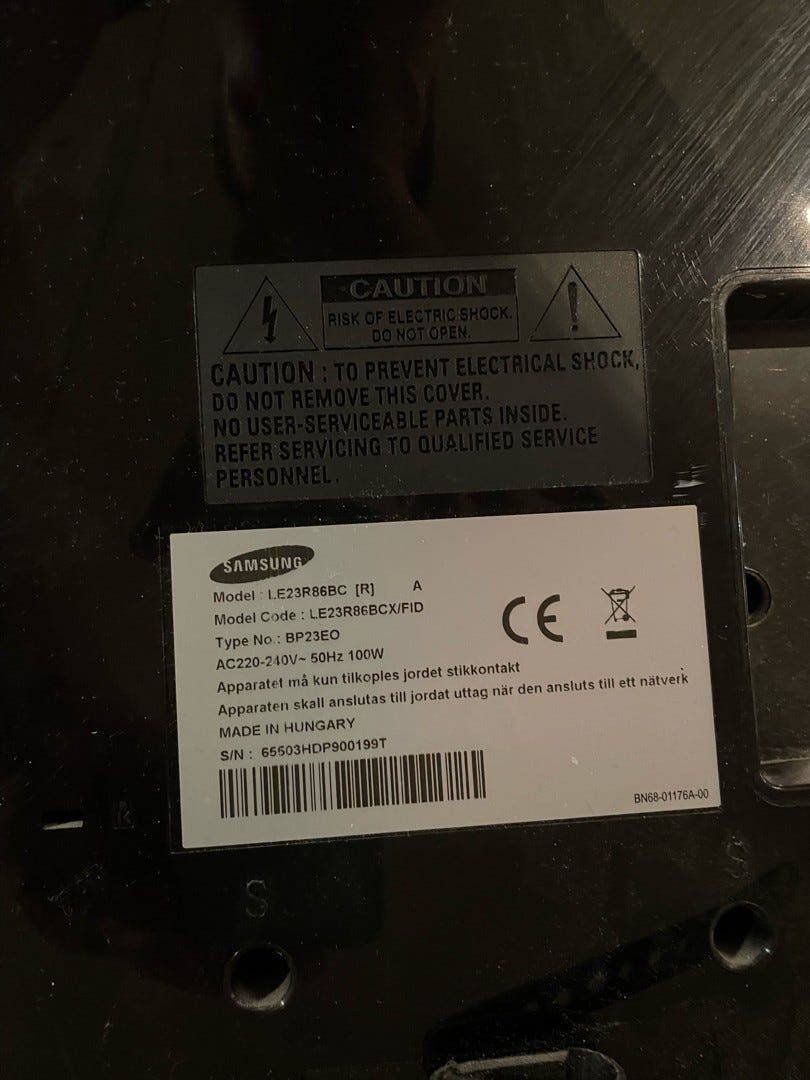 CAUTION
RISK OF ELECTRIC SHOCK.
DO NOT OPEN.
CAUTION : TO PREVENT ELECTRICAL SHOCK,
DO NOT REMOVE THIS COVER.
NO USER-SERVICEABLE PARTS INSIDE.
REFER SERVICING TO QUALIFIED SERVICE
PERSONNEL.
SAMSUNG
Model : LE23R86BC [R] A
Model Code : LE23R86BCX/FID
Type No.: BP23EO
AC220-240V~ 50Hz 100W
Apparatet må kun tilkoples jordet stikkontakt
Apparaten skall anslutas till jordat uttag när den ansluts till ett nätverk
MADE IN HUNGARY
S/N : 65503HDP900199T
CE
BN68-01176A-00
S
S